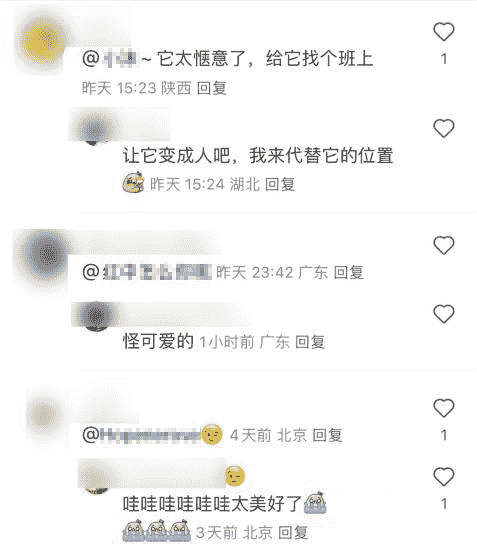 @ ~ 它太惬意了，给它找个班上
1
昨天 15:23 陕西 回复
让它变成人吧，我来代替它的位置
昨天 15:24 湖北 回复
@ 昨天 23:42 广东 回复
怪可爱的 1小时前 广东 回复
@ 4天前 北京 回复
1
哇哇哇哇哇哇太美好了
1
3天前 北京 回复